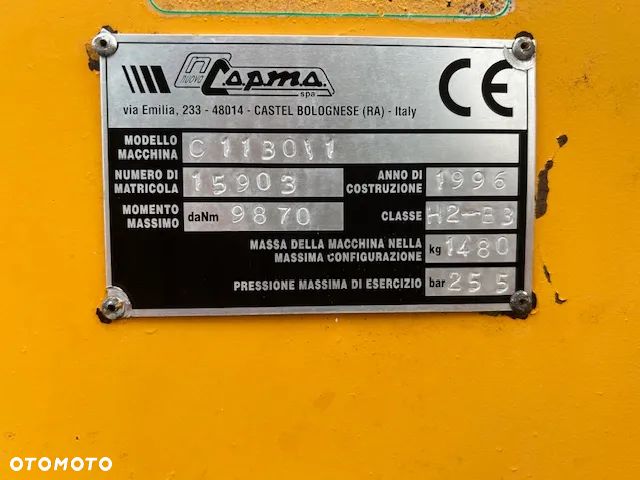 n
nuovo
Copma.
spa
CE
via Emilia, 233 - 48014 - CASTEL BOLOGNESE (RA) - Italy
MODELLO MACCHINA C 1130\1
NUMERO DI MATRICOLA 15903
ANNO DI COSTRUZIONE 1996
MOMENTO MASSIMO daNm 9870
CLASSE H2-B3
MASSA DELLA MACCHINA NELLA MASSIMA CONFIGURAZIONE kg 1480
PRESSIONE MASSIMA DI ESERCIZIO bar 255
OTOMOTO